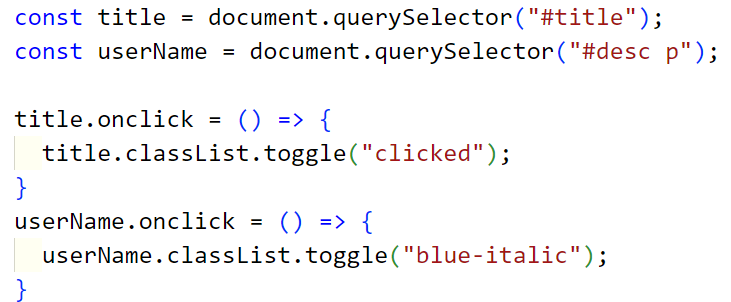 const title = document.querySelector("#title");
const userName = document.querySelector("#desc p");

title.onclick = () => {
  title.classList.toggle("clicked");
}
userName.onclick = () => {
  userName.classList.toggle("blue-italic");
}